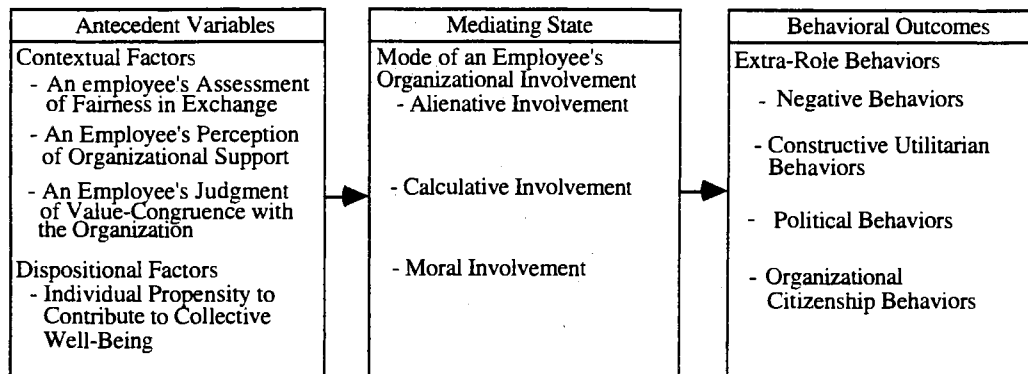 Antecedent Variables
Contextual Factors
- An employee's Assessment
of Fairness in Exchange
- An Employee's Perception
of Organizational Support
- An Employee's Judgment
of Value-Congruence with
the Organization
Dispositional Factors
- Individual Propensity to
Contribute to Collective
Well-Being
Mediating State
Mode of an Employee's
Organizational Involvement
- Alienative Involvement
- Calculative Involvement
- Moral Involvement
Behavioral Outcomes
Extra-Role Behaviors
- Negative Behaviors
- Constructive Utilitarian
Behaviors
- Political Behaviors
- Organizational
Citizenship Behaviors